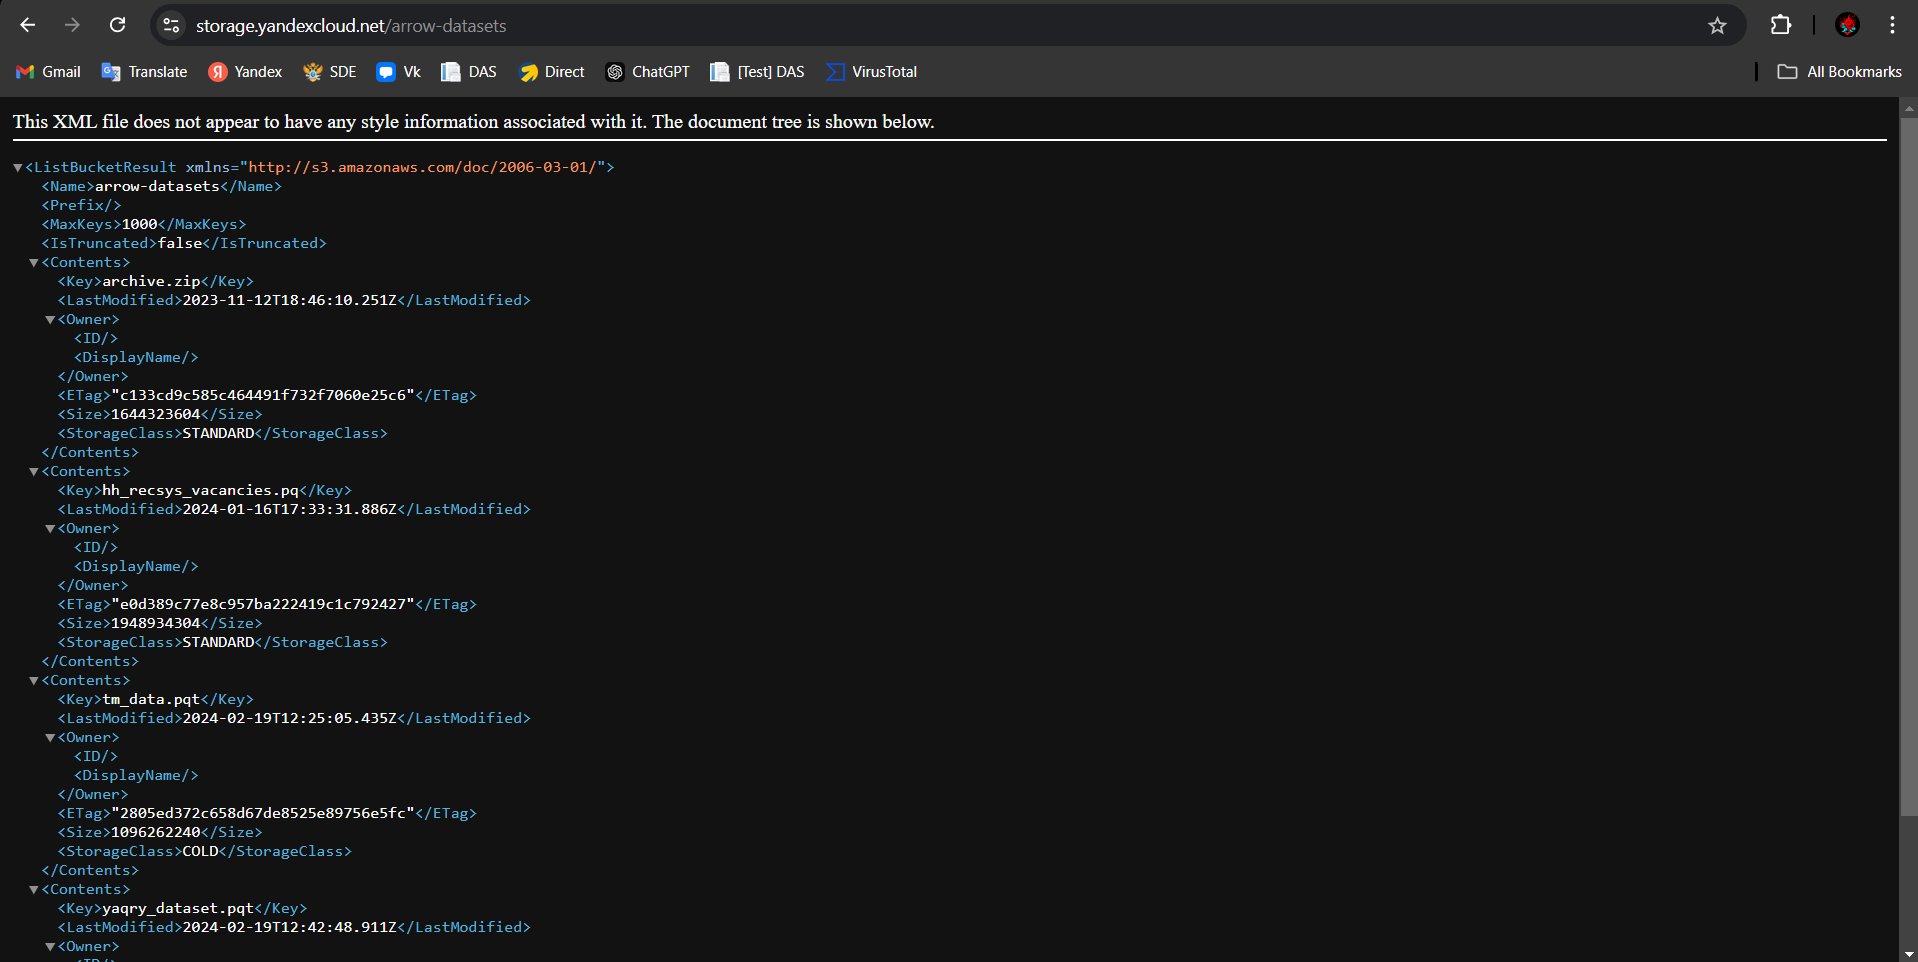 storage.yandexcloud.net/arrow-datasets
Gmail Translate Yandex SDE Vk DAS Direct ChatGPT [Test] DAS VirusTotal All Bookmarks
This XML file does not appear to have any style information associated with it. The document tree is shown below.
<ListBucketResult xmlns="http://s3.amazonaws.com/doc/2006-03-01/">
<Name>arrow-datasets</Name>
<Prefix/>
<MaxKeys>1000</MaxKeys>
<IsTruncated>false</IsTruncated>
<Contents>
<Key>archive.zip</Key>
<LastModified>2023-11-12T18:46:10.251Z</LastModified>
<Owner>
<ID/>
<DisplayName/>
</Owner>
<ETag>"c133cd9c585c464491f732f7060e25c6"</ETag>
<Size>1644323604</Size>
<StorageClass>STANDARD</StorageClass>
</Contents>
<Contents>
<Key>hh_recsys_vacancies.pq</Key>
<LastModified>2024-01-16T17:33:31.886Z</LastModified>
<Owner>
<ID/>
<DisplayName/>
</Owner>
<ETag>"e0d389c77e8c957ba222419c1c792427"</ETag>
<Size>1948934304</Size>
<StorageClass>STANDARD</StorageClass>
</Contents>
<Contents>
<Key>tm_data.pqt</Key>
<LastModified>2024-02-19T12:25:05.435Z</LastModified>
<Owner>
<ID/>
<DisplayName/>
</Owner>
<ETag>"2805ed372c658d67de8525e89756e5fc"</ETag>
<Size>1096262240</Size>
<StorageClass>COLD</StorageClass>
</Contents>
<Contents>
<Key>yaqry_dataset.pqt</Key>
<LastModified>2024-02-19T12:42:48.911Z</LastModified>
<Owner>
<ID/>